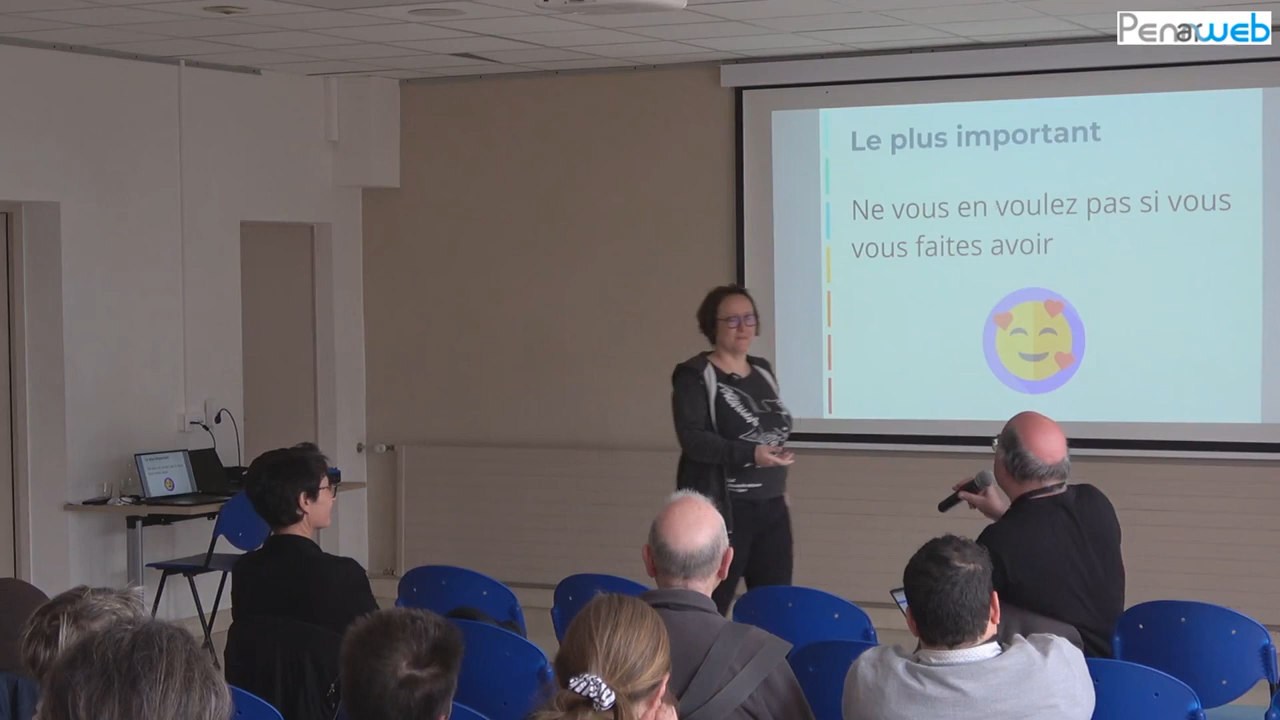 Penarweb
Le plus important
Ne vous en voulez pas si vous
vous faites avoir